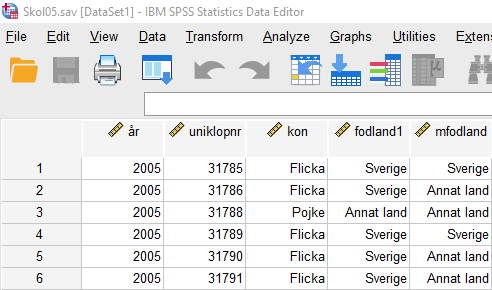 Skol05.sav [DataSet1] - IBM SPSS Statistics Data Editor
File Edit View Data Transform Analyze Graphs Utilities Exten
år uniklopnr kon fodland1 mfodland
1 2005 31785 Flicka Sverige Sverige
2 2005 31786 Flicka Sverige Annat land
3 2005 31788 Pojke Annat land Annat land
4 2005 31789 Flicka Sverige Sverige
5 2005 31790 Flicka Sverige Annat land
6 2005 31791 Flicka Sverige Annat land